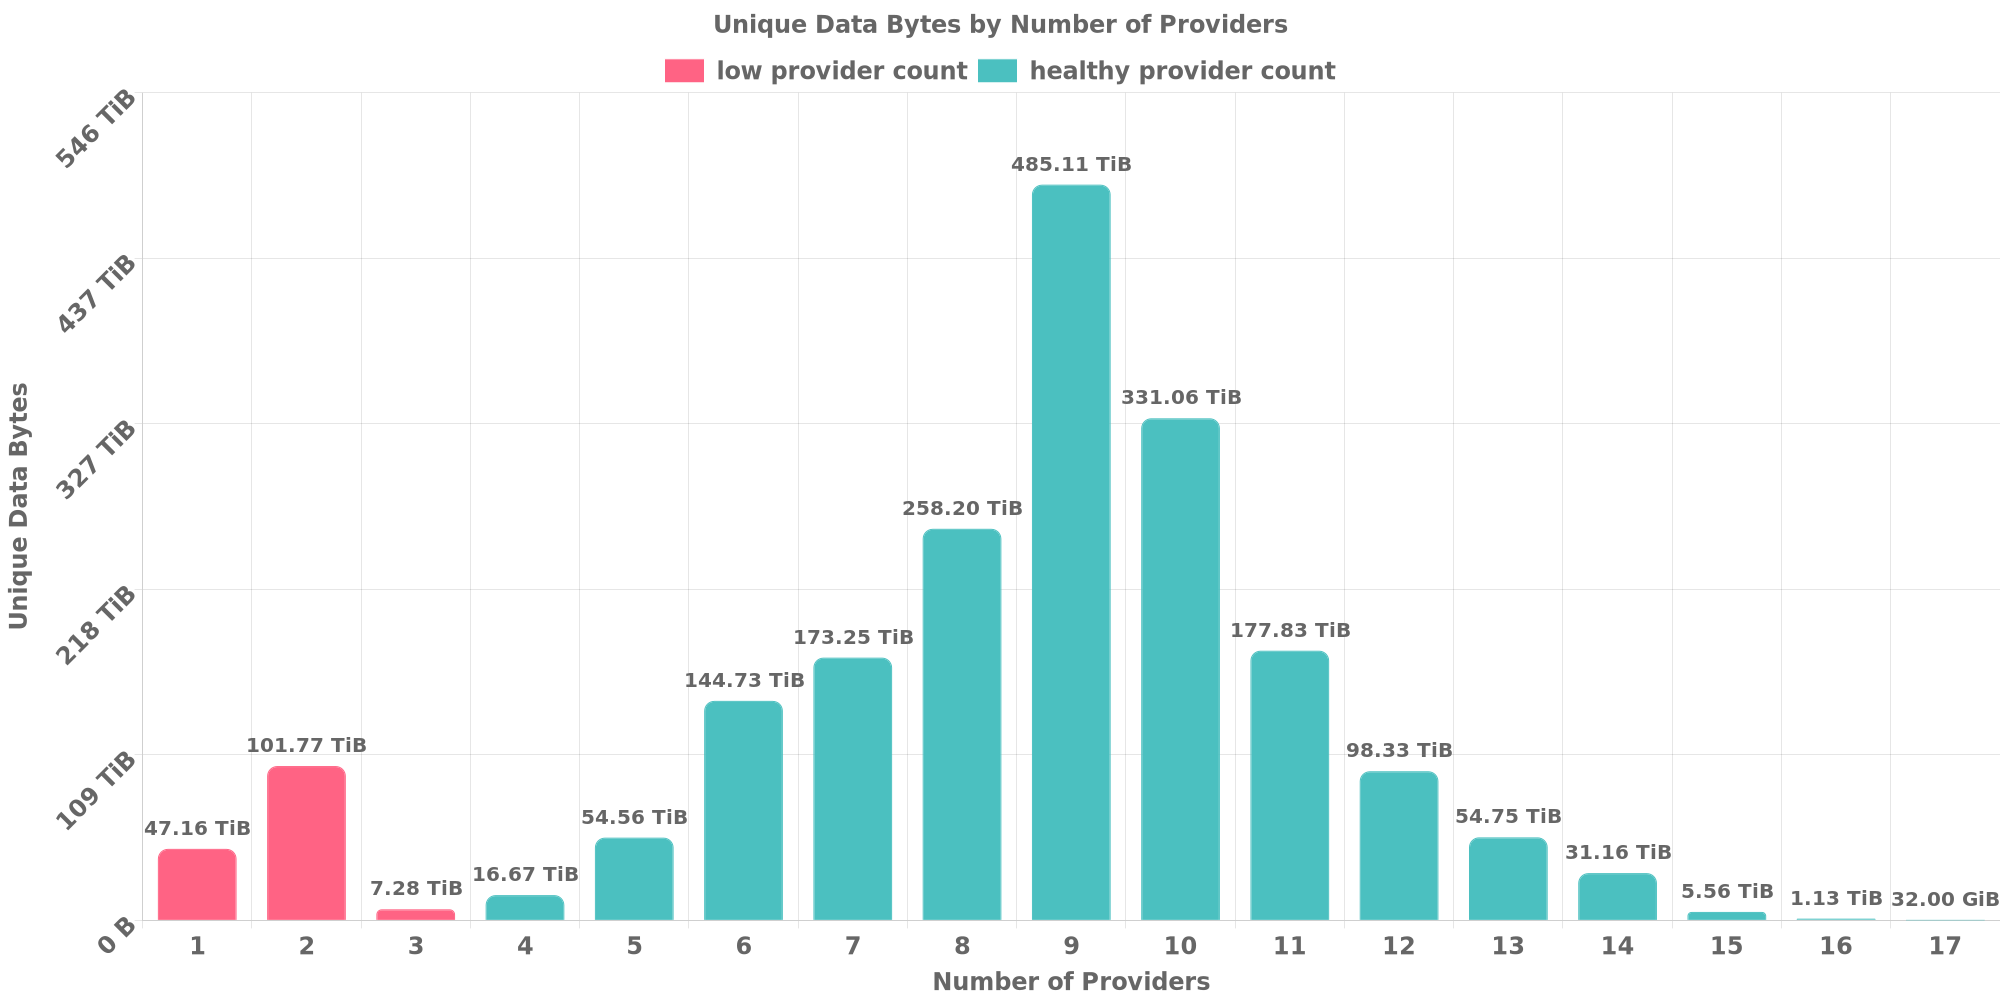 Unique Data Bytes by Number of Providers
low provider count healthy provider count
Unique Data Bytes
546 TiB
437 TiB
327 TiB
218 TiB
109 TiB
0 B
47.16 TiB
101.77 TiB
7.28 TiB
16.67 TiB
54.56 TiB
144.73 TiB
173.25 TiB
258.20 TiB
485.11 TiB
331.06 TiB
177.83 TiB
98.33 TiB
54.75 TiB
31.16 TiB
5.56 TiB
1.13 TiB
32.00 GiB
1 2 3 4 5 6 7 8 9 10 11 12 13 14 15 16 17
Number of Providers